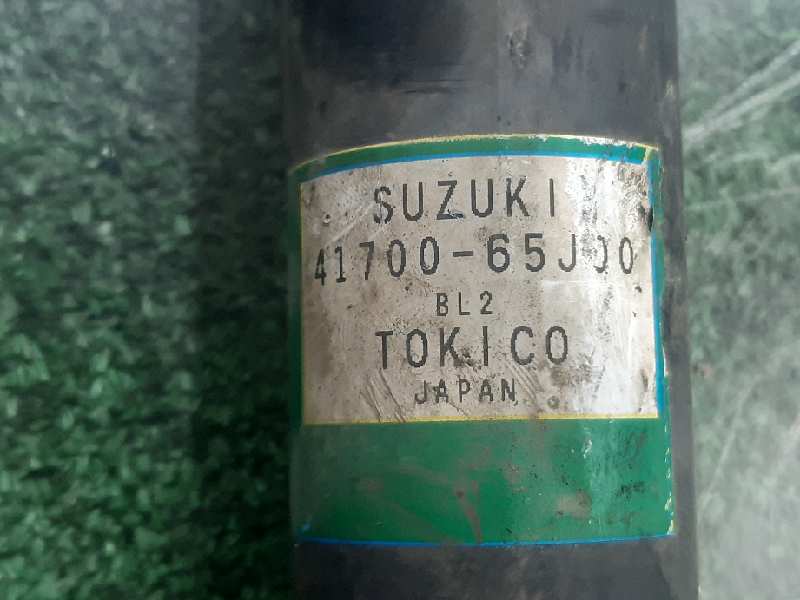 SUZUKI
41700-65J00
BL2
TOKICO
JAPAN